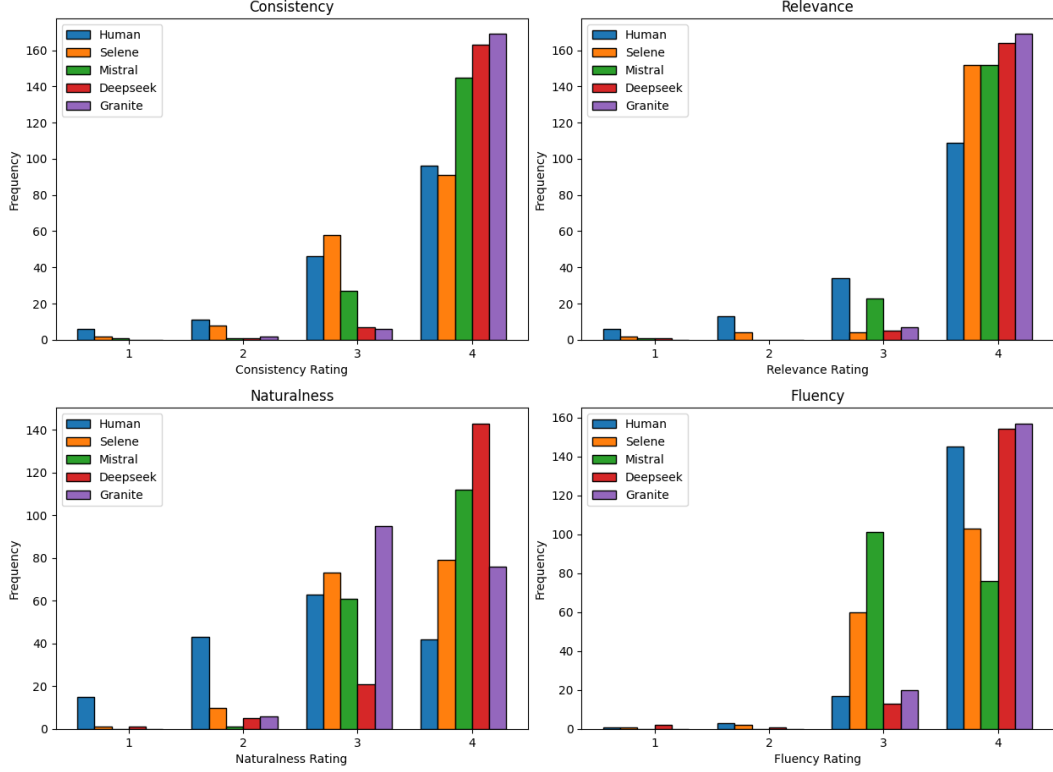 Consistency
Frequency
160
140
120
100
80
60
40
20
0
Human
Selene
Mistral
Deepseek
Granite
1 2 3 4
Consistency Rating
Relevance
Frequency
160
140
120
100
80
60
40
20
0
Human
Selene
Mistral
Deepseek
Granite
1 2 3 4
Relevance Rating
Naturalness
Frequency
140
120
100
80
60
40
20
0
Human
Selene
Mistral
Deepseek
Granite
1 2 3 4
Naturalness Rating
Fluency
Frequency
160
140
120
100
80
60
40
20
0
Human
Selene
Mistral
Deepseek
Granite
1 2 3 4
Fluency Rating